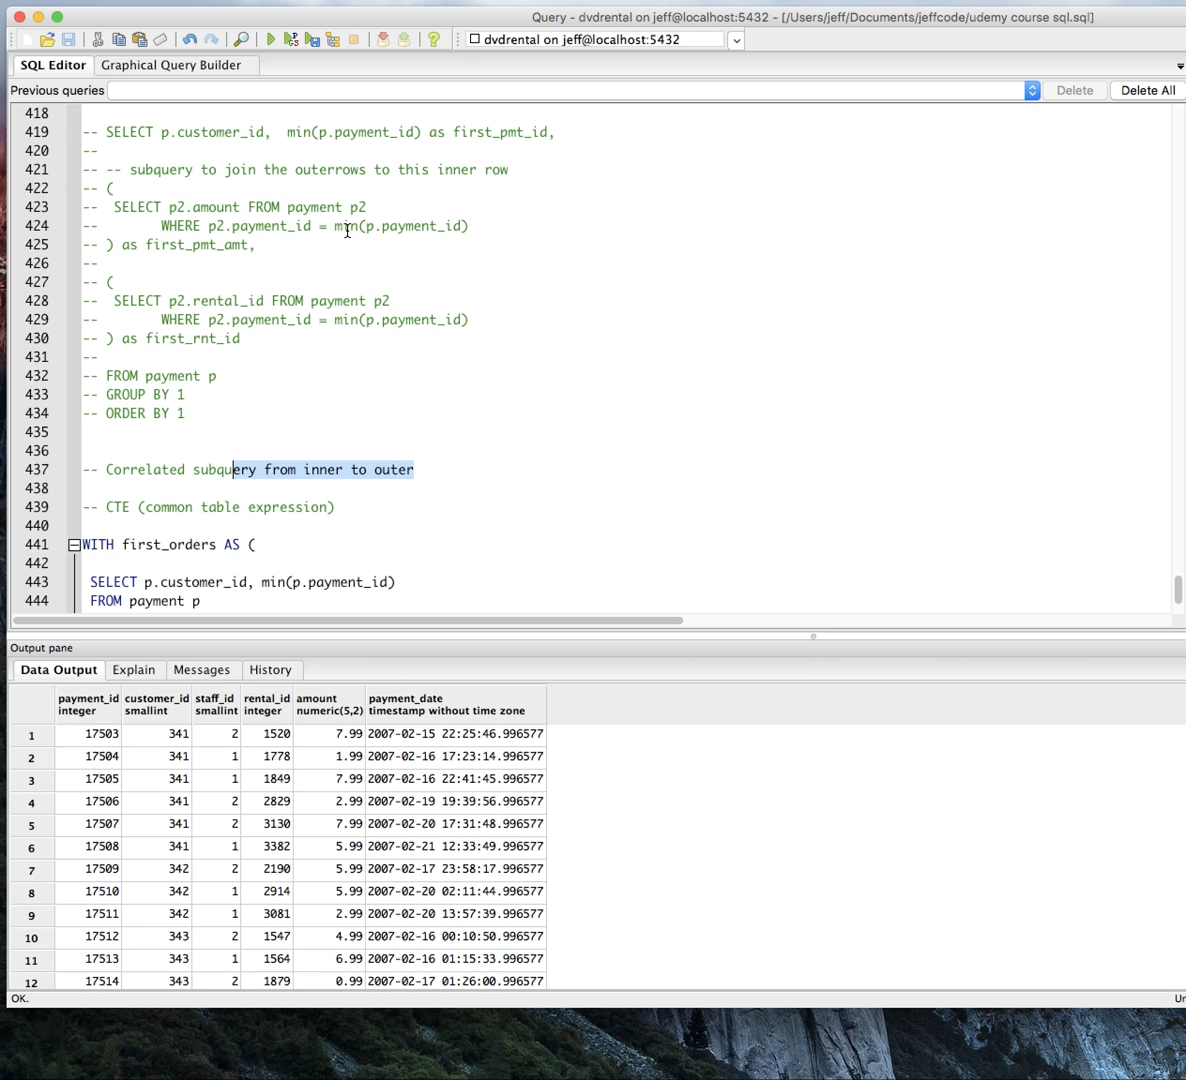 Query - dvdrental on jeff@localhost:5432 - [/Users/jeff/Documents/jeffcode/udemy course sql.sql]
dvdrental on jeff@localhost:5432
SQL Editor Graphical Query Builder
Previous queries Delete Delete All
418
419 -- SELECT p.customer_id,  min(p.payment_id) as first_pmt_id,
420 --
421 -- -- subquery to join the outerrows to this inner row
422 -- (
423 --  SELECT p2.amount FROM payment p2
424 --        WHERE p2.payment_id = min(p.payment_id)
425 -- ) as first_pmt_amt,
426 --
427 -- (
428 --  SELECT p2.rental_id FROM payment p2
429 --        WHERE p2.payment_id = min(p.payment_id)
430 -- ) as first_rnt_id
431 --
432 -- FROM payment p
433 -- GROUP BY 1
434 -- ORDER BY 1
435
436
437 -- Correlated subquery from inner to outer
438
439 -- CTE (common table expression)
440
441 WITH first_orders AS (
442
443 SELECT p.customer_id, min(p.payment_id)
444 FROM payment p
Output pane
Data Output Explain Messages History
payment_id customer_id staff_id rental_id amount payment_date
integer smallint smallint integer numeric(5,2) timestamp without time zone
1 17503 341 2 1520 7.99 2007-02-15 22:25:46.996577
2 17504 341 1 1778 1.99 2007-02-16 17:23:14.996577
3 17505 341 1 1849 7.99 2007-02-16 22:41:45.996577
4 17506 341 2 2829 2.99 2007-02-19 19:39:56.996577
5 17507 341 2 3130 7.99 2007-02-20 17:31:48.996577
6 17508 341 1 3382 5.99 2007-02-21 12:33:49.996577
7 17509 342 2 2190 5.99 2007-02-17 23:58:17.996577
8 17510 342 1 2914 5.99 2007-02-20 02:11:44.996577
9 17511 342 1 3081 2.99 2007-02-20 13:57:39.996577
10 17512 343 2 1547 4.99 2007-02-16 00:10:50.996577
11 17513 343 1 1564 6.99 2007-02-16 01:15:33.996577
12 17514 343 2 1879 0.99 2007-02-17 01:26:00.996577
OK. Un